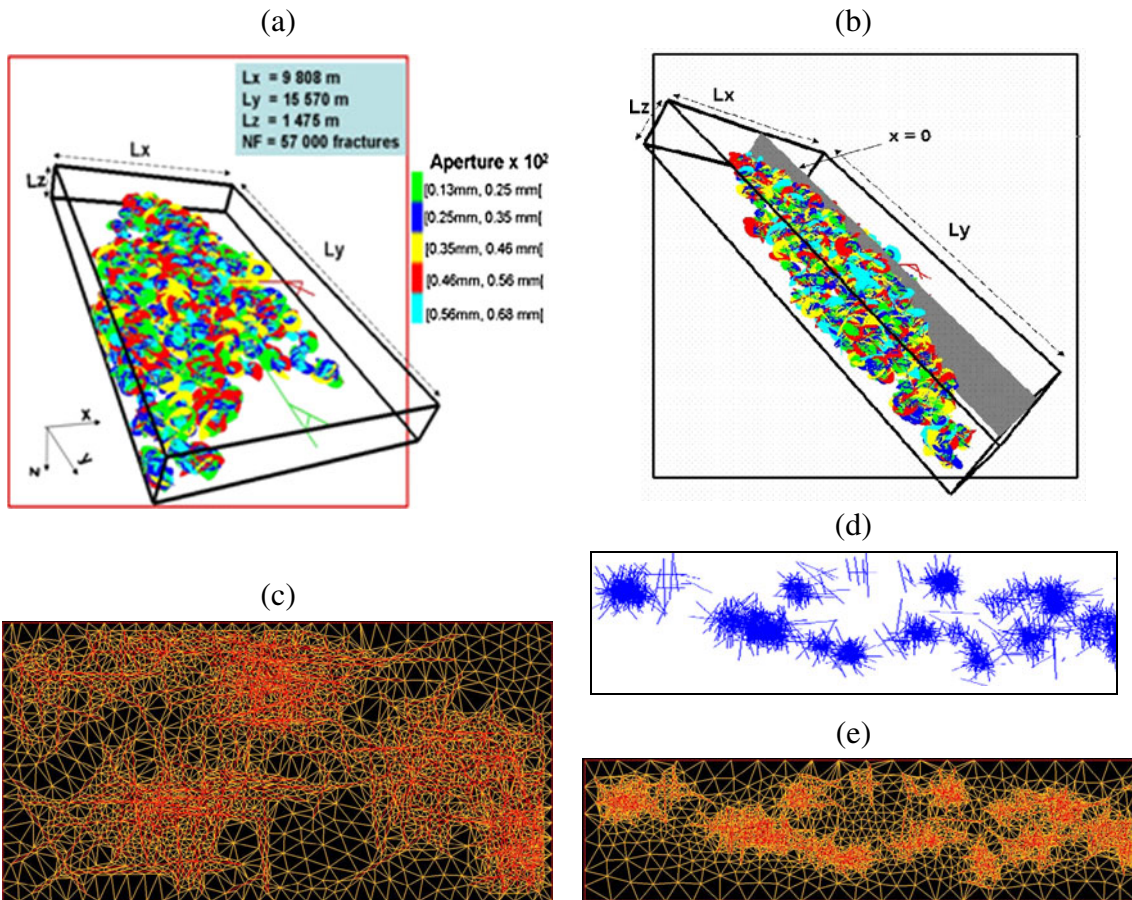 (a)
Lx = 9 808 m
Ly = 15 570 m
Lz = 1 475 m
NF = 57 000 fractures
Lx
Lz
Ly
Aperture x 10²
[0.13mm, 0.25 mm[
[0.25mm, 0.35 mm[
[0.35mm, 0.46 mm[
[0.46mm, 0.56 mm[
[0.56mm, 0.68 mm[
X
y
z
(b)
Lz
Lx
x = 0
Ly
(c)
(d)
(e)